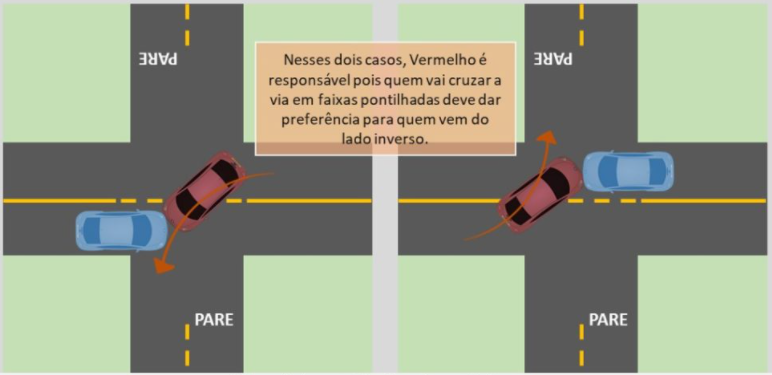 PARE
PARE
Nesses dois casos, Vermelho é
responsável pois quem vai cruzar a
via em faixas pontilhadas deve dar
preferência para quem vem do
lado inverso.
PARE
PARE